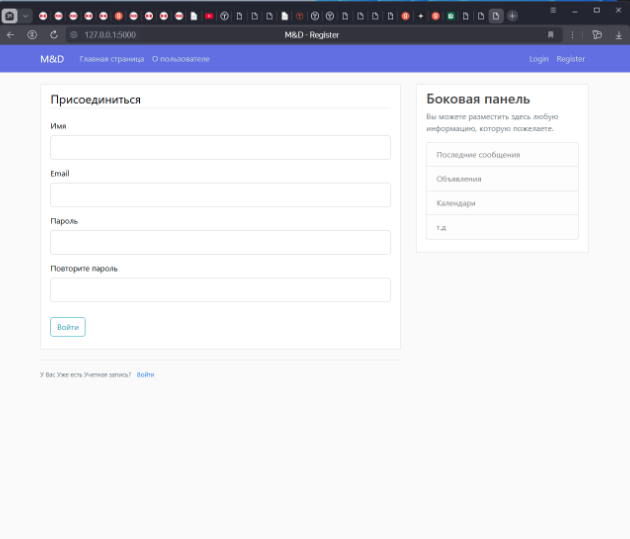 127.0.0.1:5000
M&D - Register
M&D
Главная страница
О пользователе
Login
Register
Присоединиться
Имя
Email
Пароль
Повторите пароль
Войти
У Вас Уже есть Учетная запись? Войти
Боковая панель
Вы можете разместить здесь любую
информацию, которую пожелаете.
Последние сообщения
Объявления
Календари
т.д